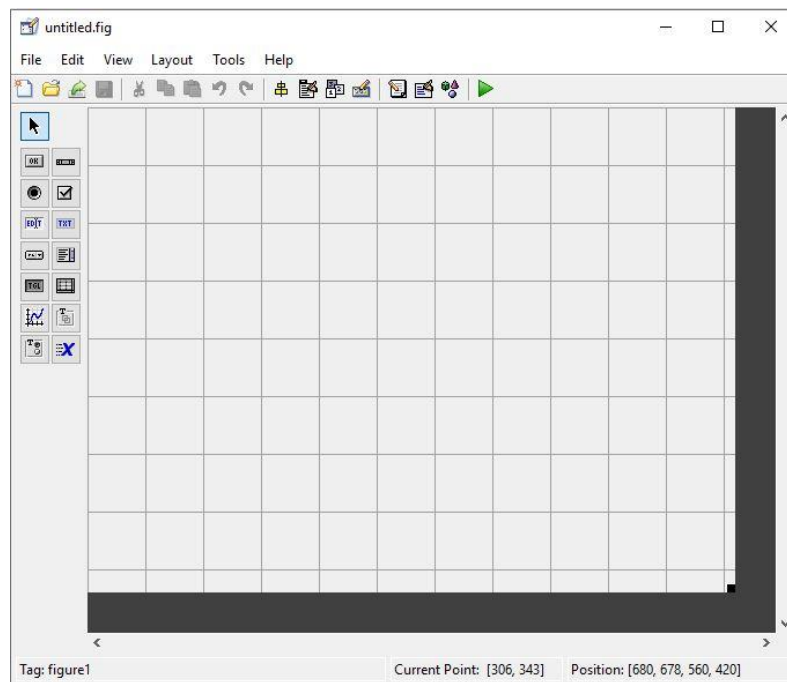 untitled.fig
File Edit View Layout Tools Help
OK
EDIT TXT
TGL
T
T X
Tag: figure1 Current Point: [306, 343] Position: [680, 678, 560, 420]